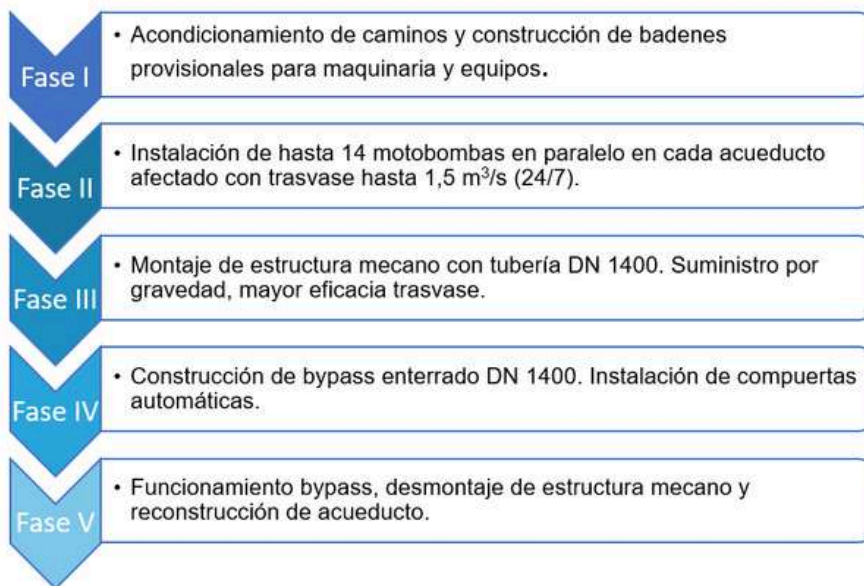 Fase I
• Acondicionamiento de caminos y construcción de badenes
provisionales para maquinaria y equipos.
Fase II
• Instalación de hasta 14 motobombas en paralelo en cada acueducto
afectado con trasvase hasta 1,5 m³/s (24/7).
Fase III
• Montaje de estructura mecano con tubería DN 1400. Suministro por
gravedad, mayor eficacia trasvase.
Fase IV
• Construcción de bypass enterrado DN 1400. Instalación de compuertas
automáticas.
Fase V
• Funcionamiento bypass, desmontaje de estructura mecano y
reconstrucción de acueducto.